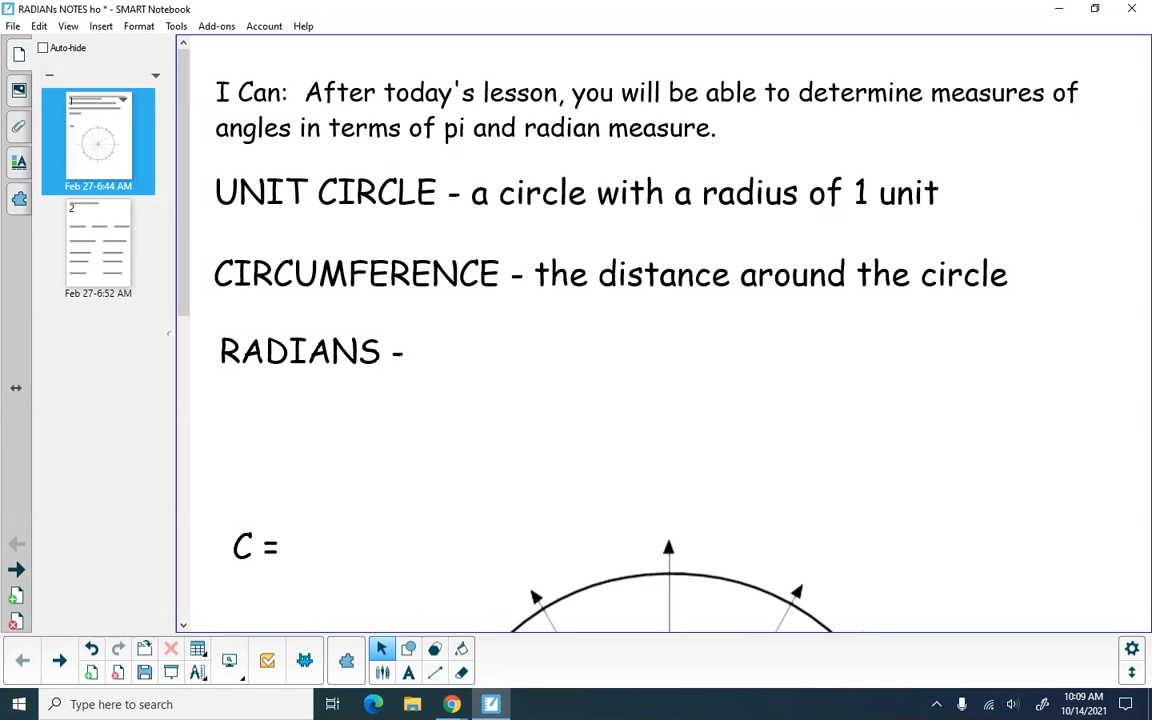 RADIANs NOTES ho * - SMART Notebook
File Edit View Insert Format Tools Add-ons Account Help
Auto-hide
1
Feb 27-6:44 AM
2
Feb 27-6:52 AM
I Can: After today's lesson, you will be able to determine measures of
angles in terms of pi and radian measure.
UNIT CIRCLE - a circle with a radius of 1 unit
CIRCUMFERENCE - the distance around the circle
RADIANS -
C =
Type here to search
10:09 AM
10/14/2021